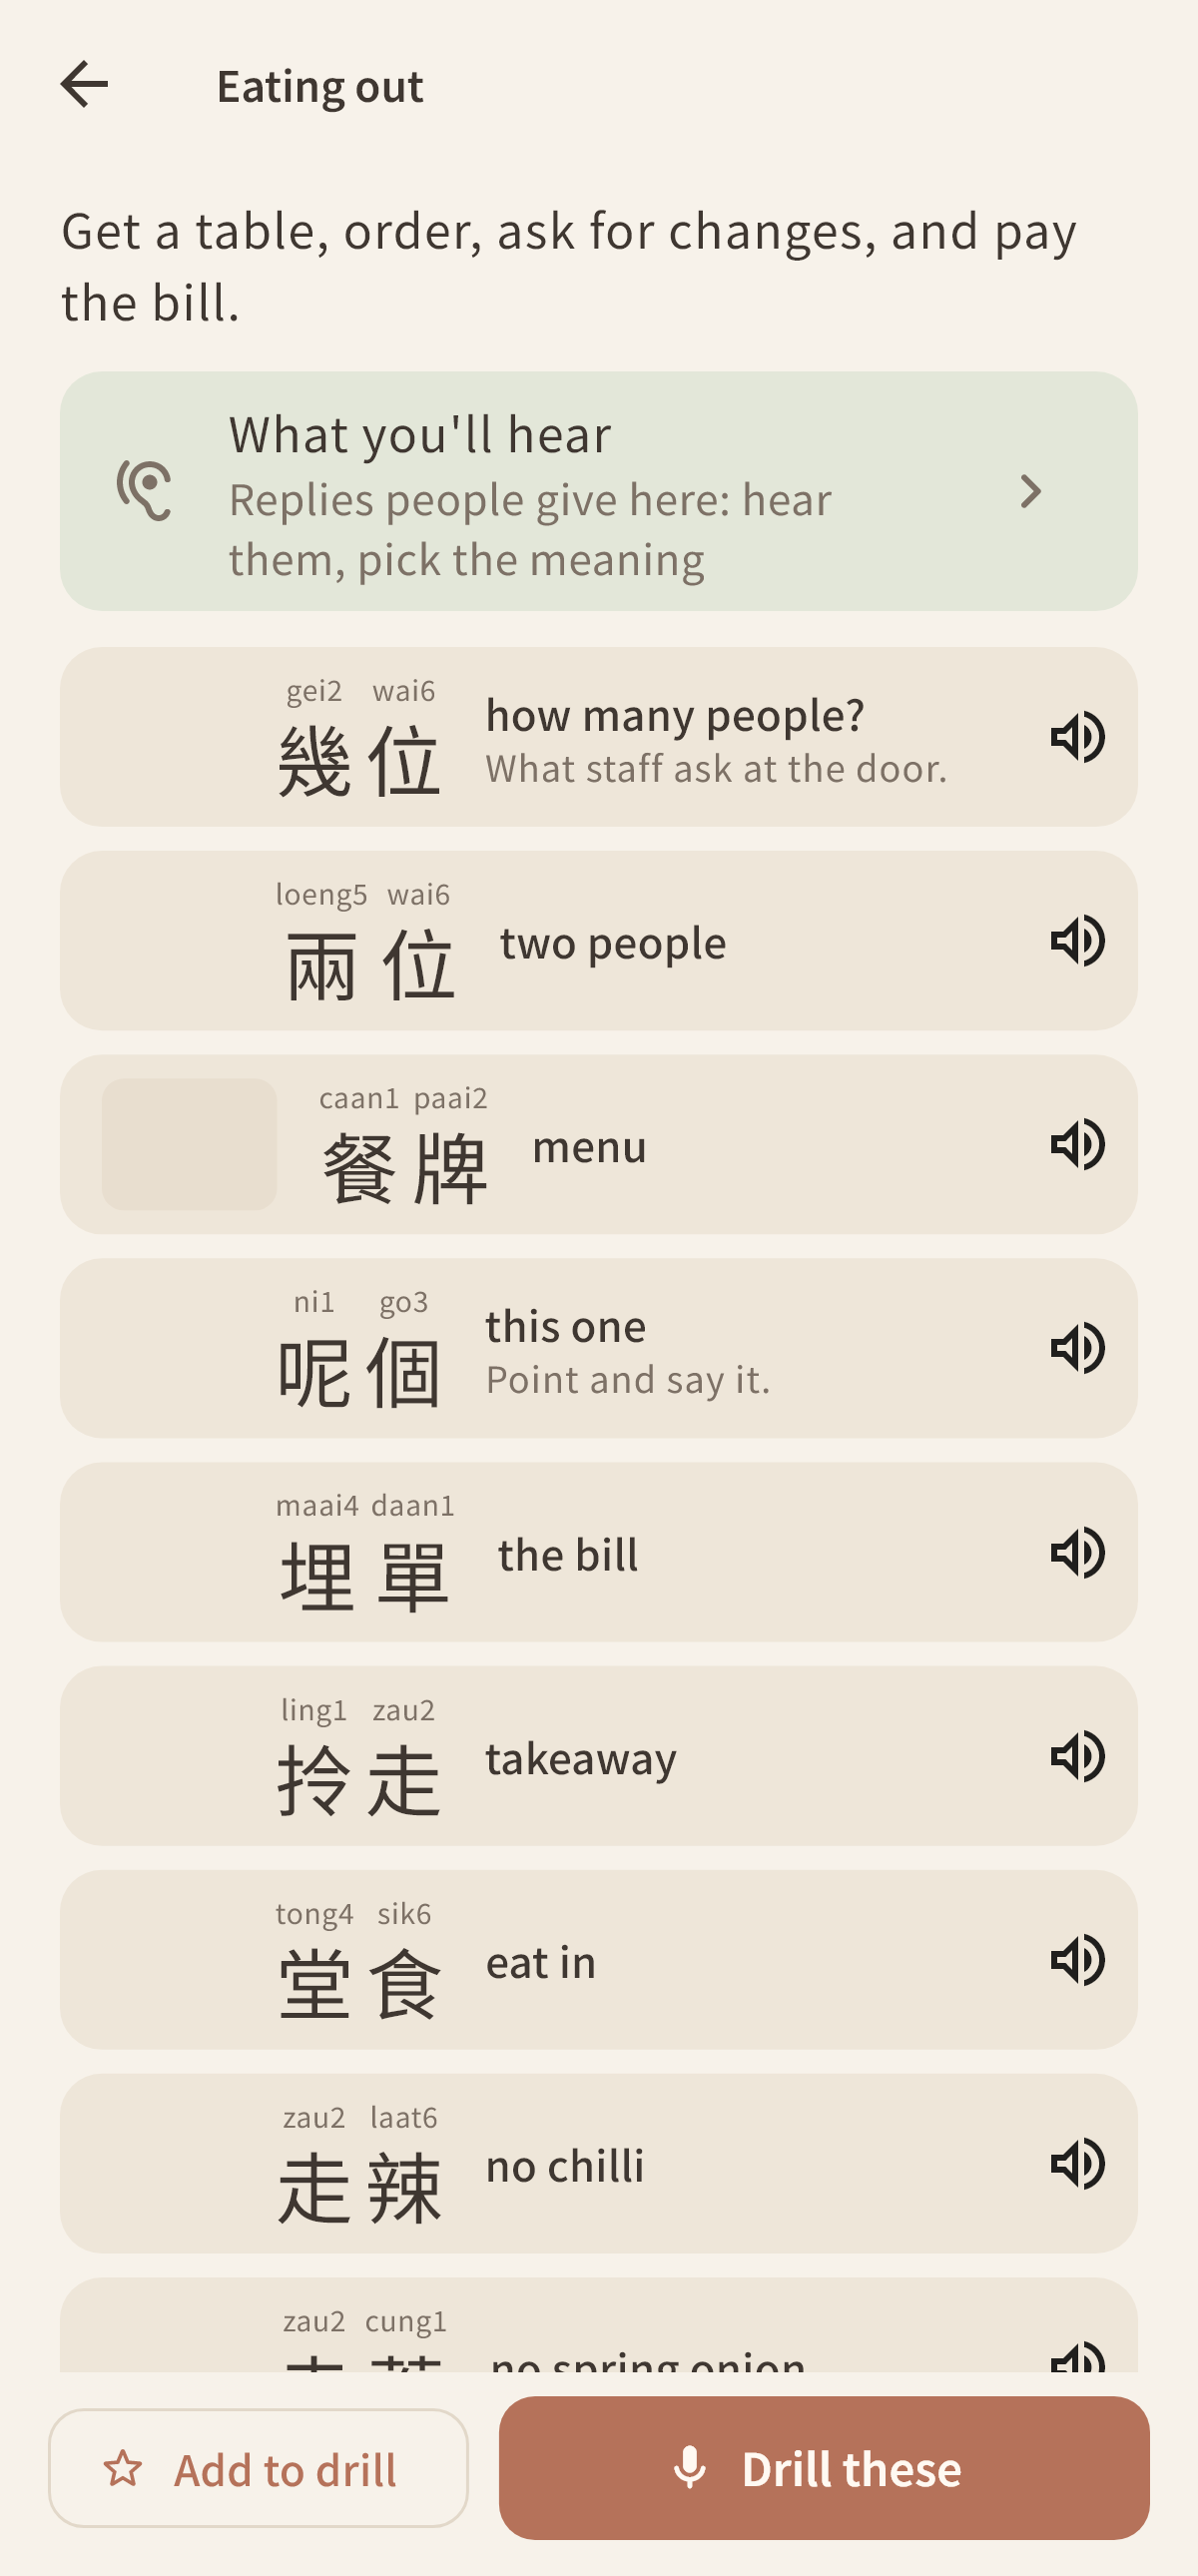 Eating out
Get a table, order, ask for changes, and pay
the bill.
What you'll hear
Replies people give here: hear
them, pick the meaning
gei2 wai6
幾位
how many people?
What staff ask at the door.
loeng5 wai6
兩位
two people
caan1 paai2
餐牌
menu
ni1 go3
呢個
this one
Point and say it.
maai4 daan1
埋單
the bill
ling1 zau2
拎走
takeaway
tong4 sik6
堂食
eat in
zau2 laat6
走辣
no chilli
zau2 cung1
no spring onion
Add to drill
Drill these